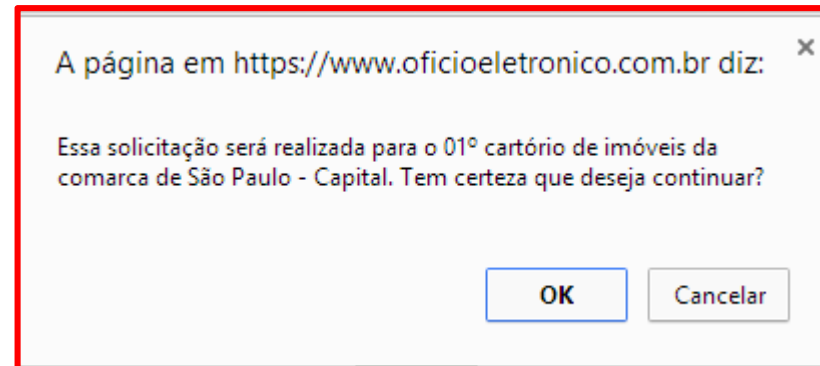 A página em https://www.oficioeletronico.com.br diz:
Essa solicitação será realizada para o 01º cartório de imóveis da
comarca de São Paulo - Capital. Tem certeza que deseja continuar?
OK Cancelar